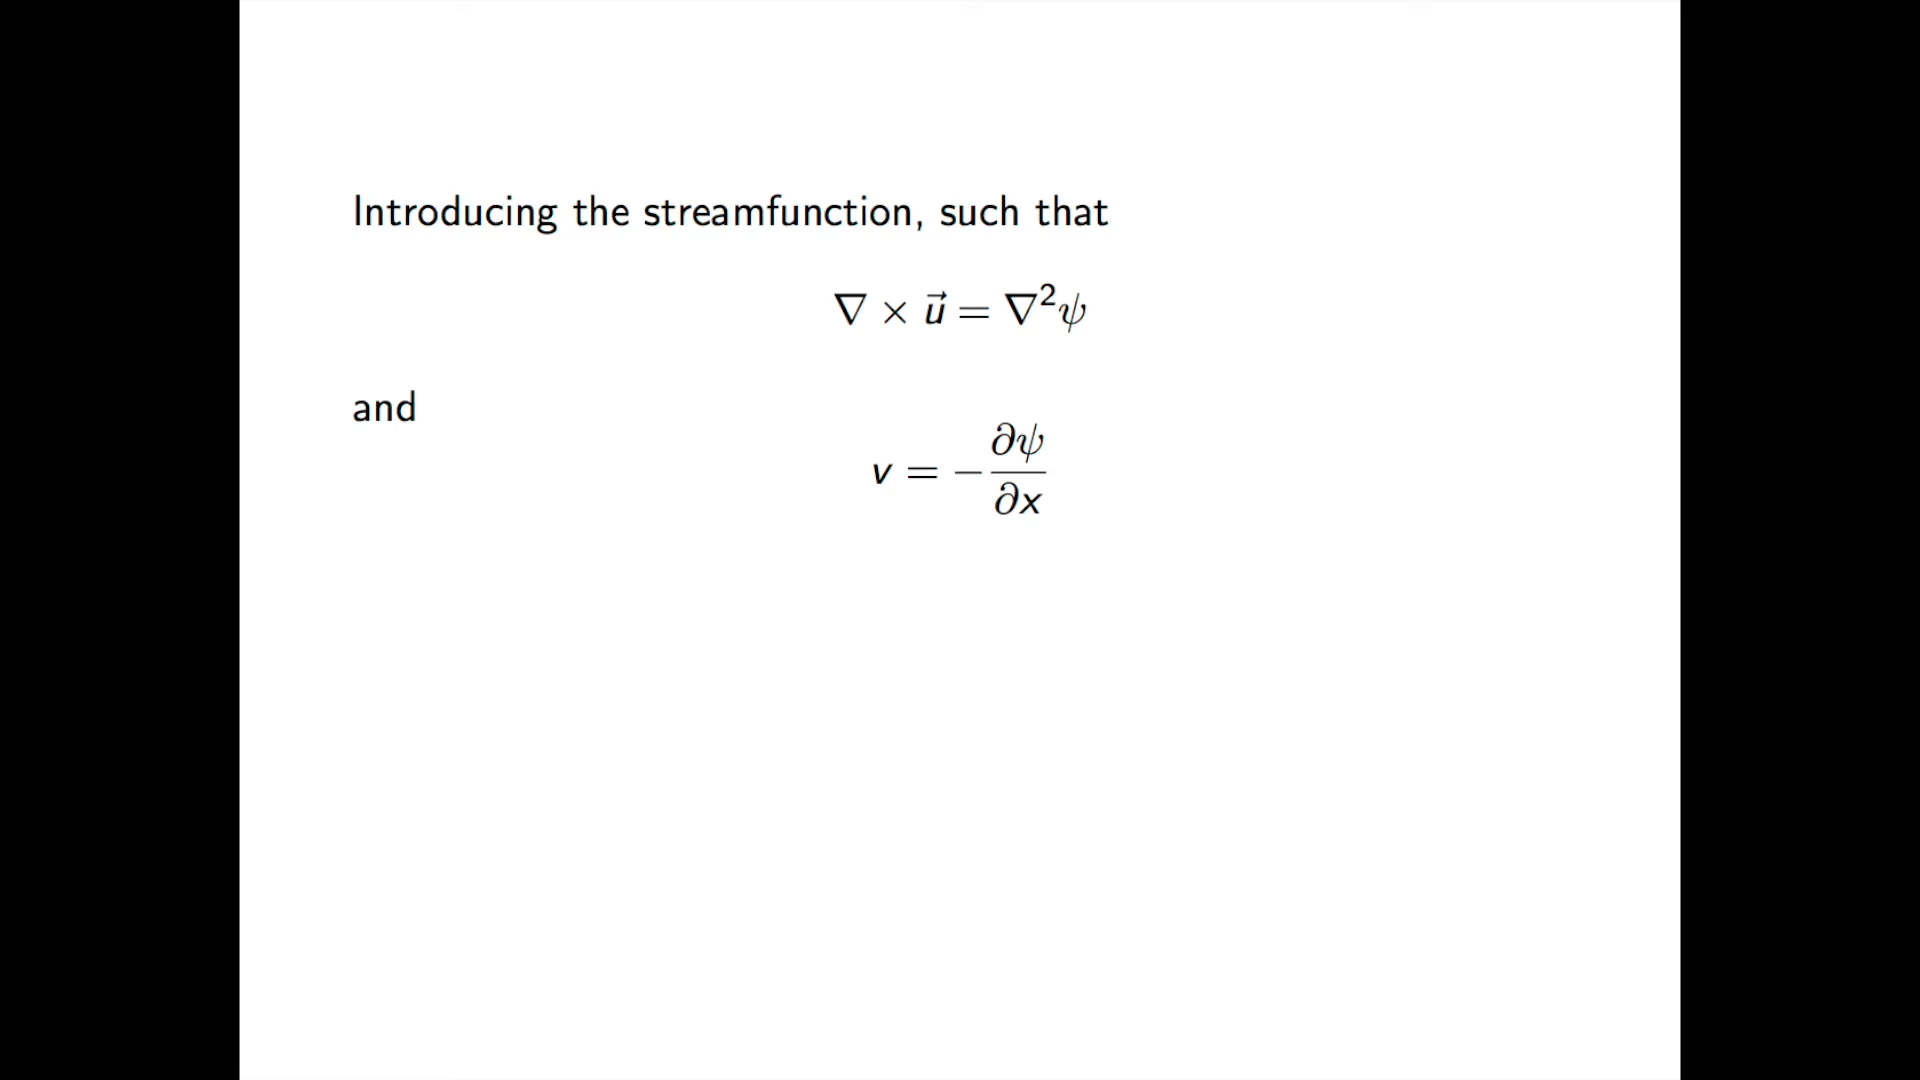 Introducing the streamfunction, such that
∇ × u⃗ = ∇²ψ
and
v = −∂ψ/∂x